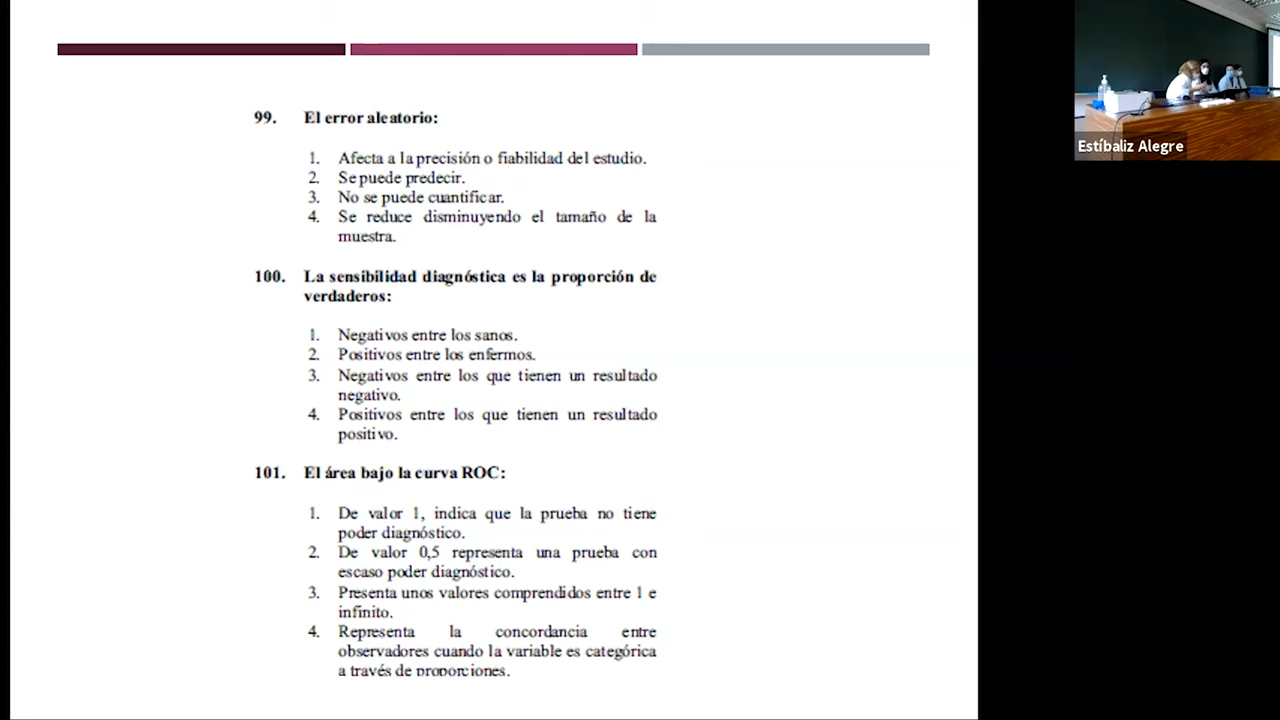 99. El error aleatorio:
1. Afecta a la precisión o fiabilidad del estudio.
2. Se puede predecir.
3. No se puede cuantificar.
4. Se reduce disminuyendo el tamaño de la
muestra.
100. La sensibilidad diagnóstica es la proporción de
verdaderos:
1. Negativos entre los sanos.
2. Positivos entre los enfermos.
3. Negativos entre los que tienen un resultado
negativo.
4. Positivos entre los que tienen un resultado
positivo.
101. El área bajo la curva ROC:
1. De valor 1, indica que la prueba no tiene
poder diagnóstico.
2. De valor 0,5 representa una prueba con
escaso poder diagnóstico.
3. Presenta unos valores comprendidos entre 1 e
infinito.
4. Representa la concordancia entre
observadores cuando la variable es categórica
a través de proporciones.
Estíbaliz Alegre